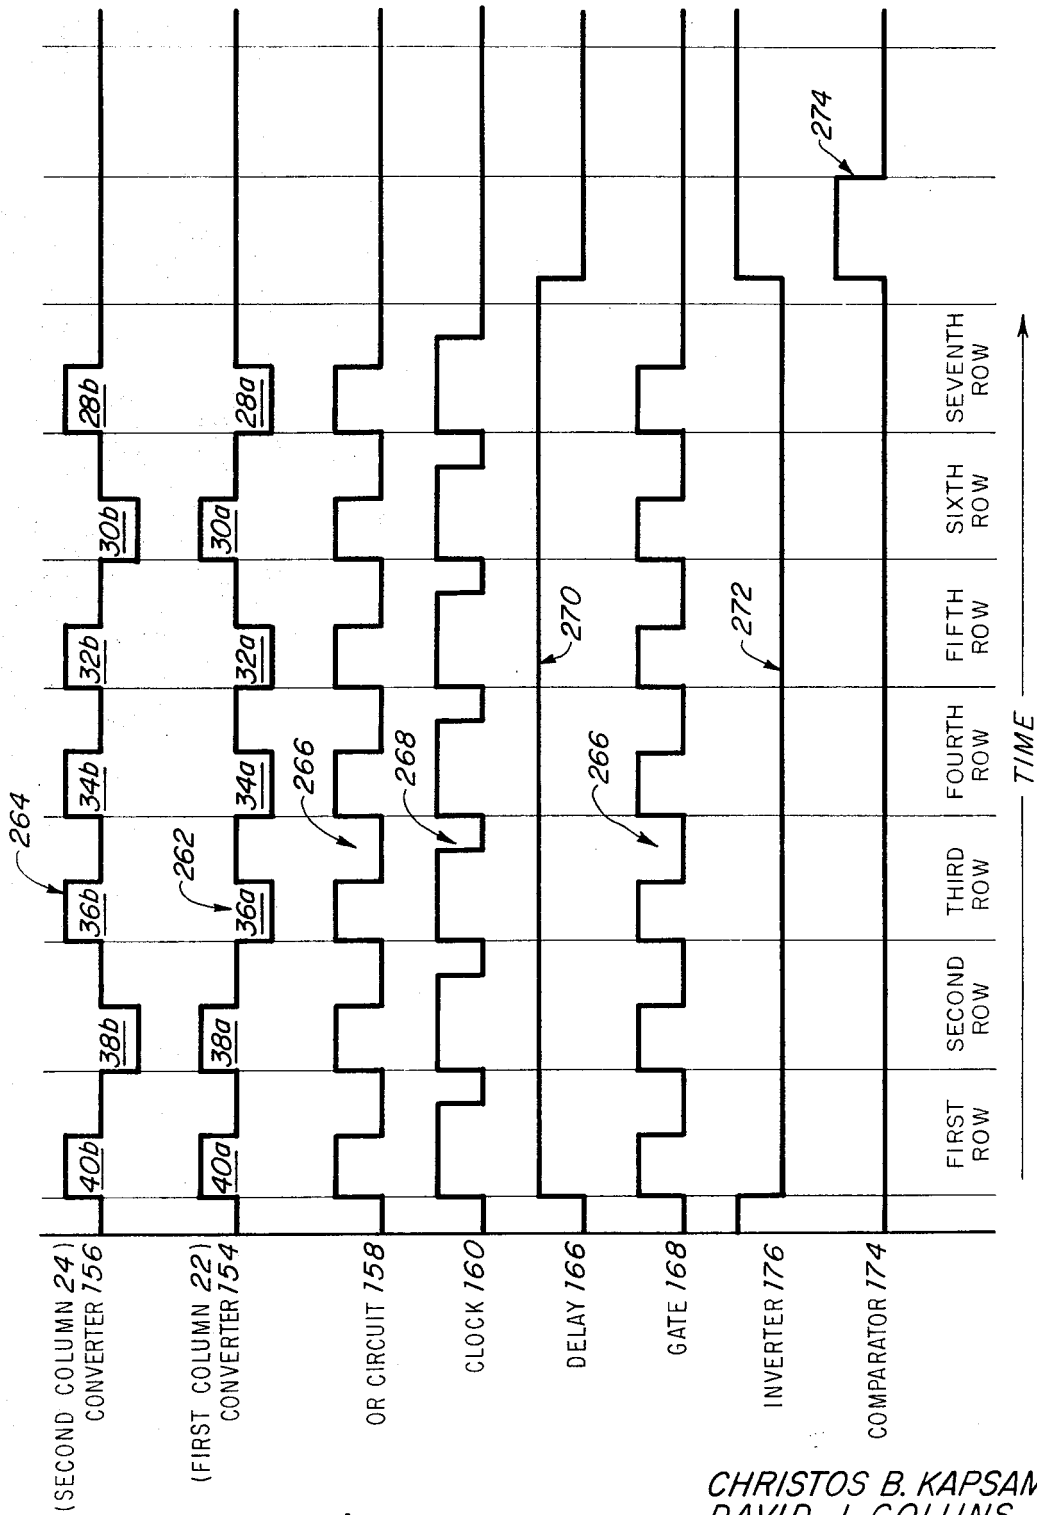 (SECOND COLUMN 24)
CONVERTER 156
40b
38b
36b
34b
32b
30b
28b
264
(FIRST COLUMN 22)
CONVERTER 154
40a
38a
36a
34a
32a
30a
28a
262
OR CIRCUIT 158
266
CLOCK 160
268
DELAY 166
270
GATE 168
266
INVERTER 176
272
COMPARATOR 174
274
FIRST
ROW
SECOND
ROW
THIRD
ROW
FOURTH
ROW
FIFTH
ROW
SIXTH
ROW
SEVENTH
ROW
TIME
CHRISTOS B. KAPSAM
DAVID J. COLLINS